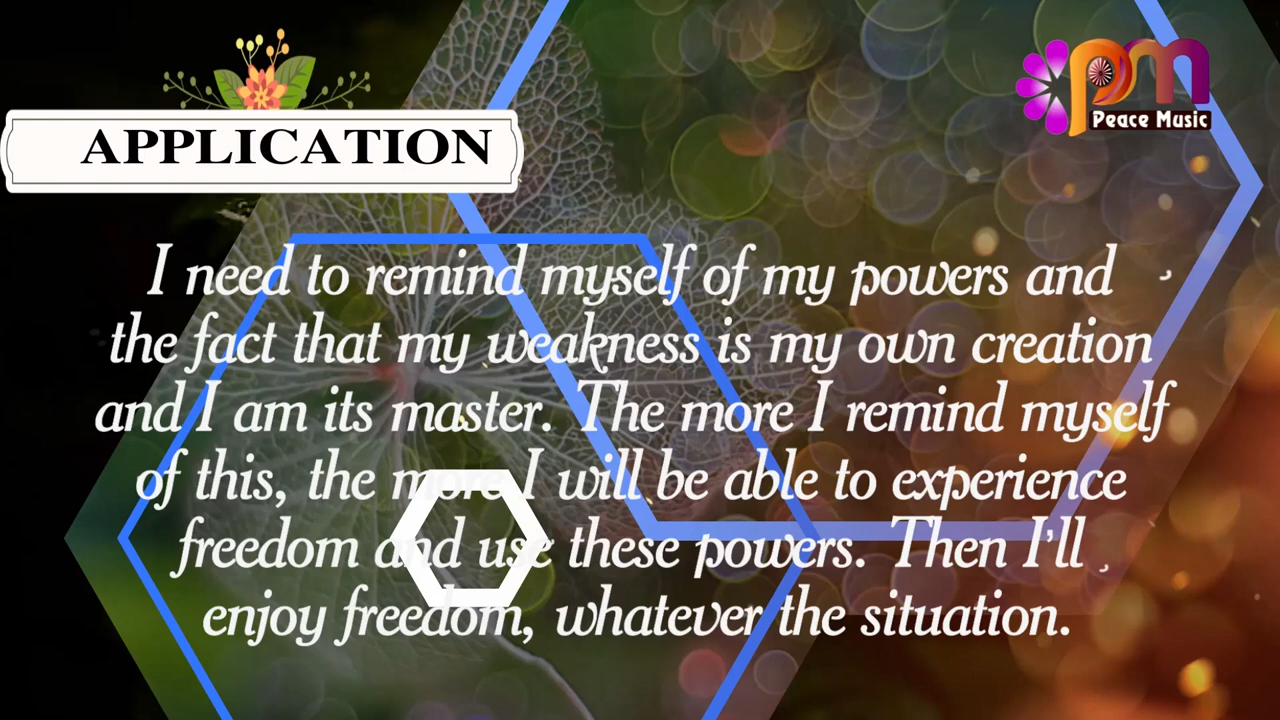 APPLICATION
pm
Peace Music
I need to remind myself of my powers and
the fact that my weakness is my own creation
and I am its master. The more I remind myself
of this, the more I will be able to experience
freedom and use these powers. Then I'll
enjoy freedom, whatever the situation.